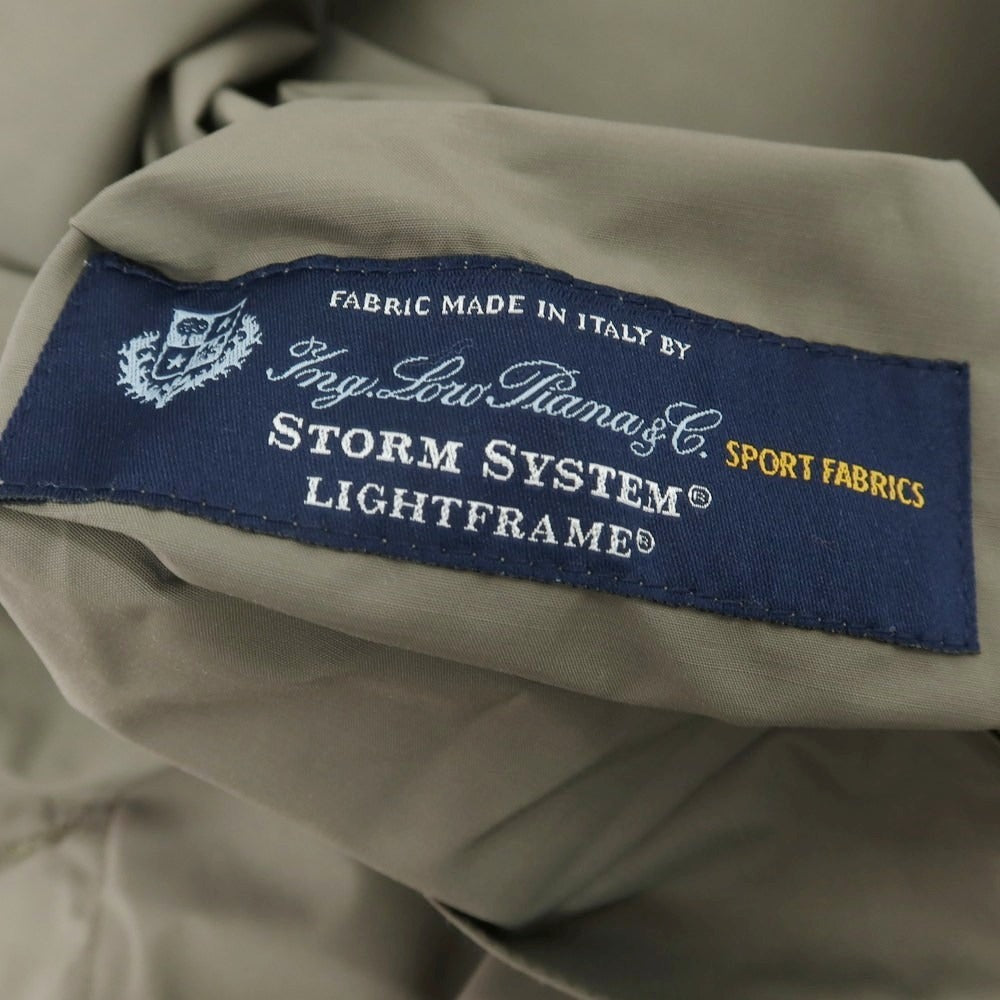 FABRIC MADE IN ITALY BY
Ing. Loro Piana & C.
STORM SYSTEM®
SPORT FABRICS
LIGHTFRAME®